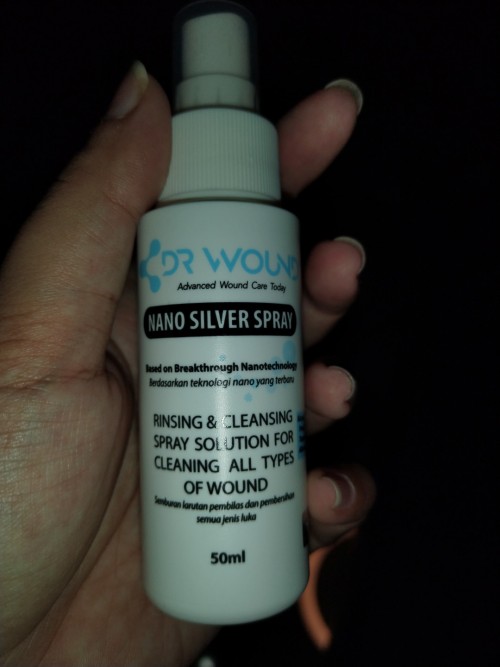 DR WOUND
Advanced Wound Care Today
NANO SILVER SPRAY
Based on Breakthrough Nanotechnology
Berdasarkan teknologi nano yang terbaru
RINSING & CLEANSING
SPRAY SOLUTION FOR
CLEANING ALL TYPES
OF WOUND
Semburan larutan pembilas dan pembersihan
semua jenis luka
50ml